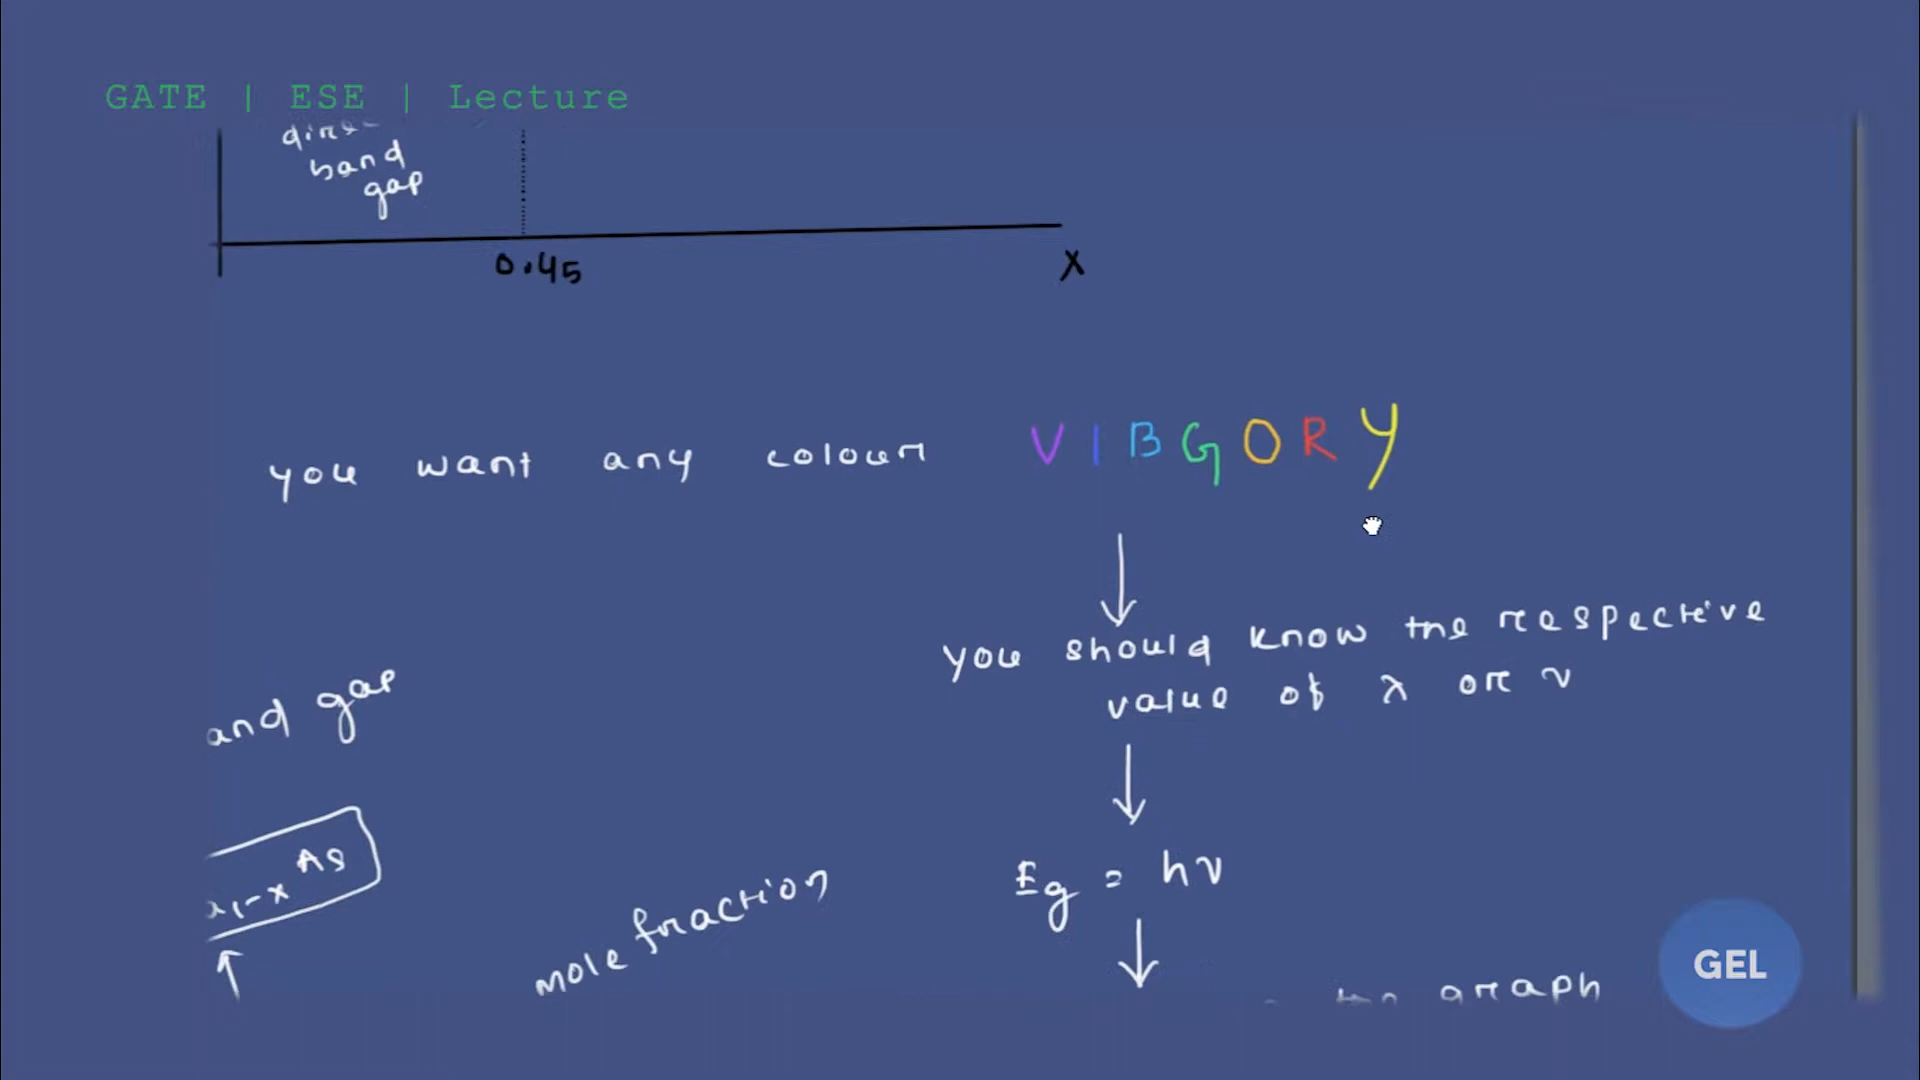 GATE | ESE | Lecture
band
gap
0.45
X
you want any colour VIBGORY
you should know the respective
value of λ or ν
and gap
1-x As
Eg = hν
mole fraction
graph
GEL